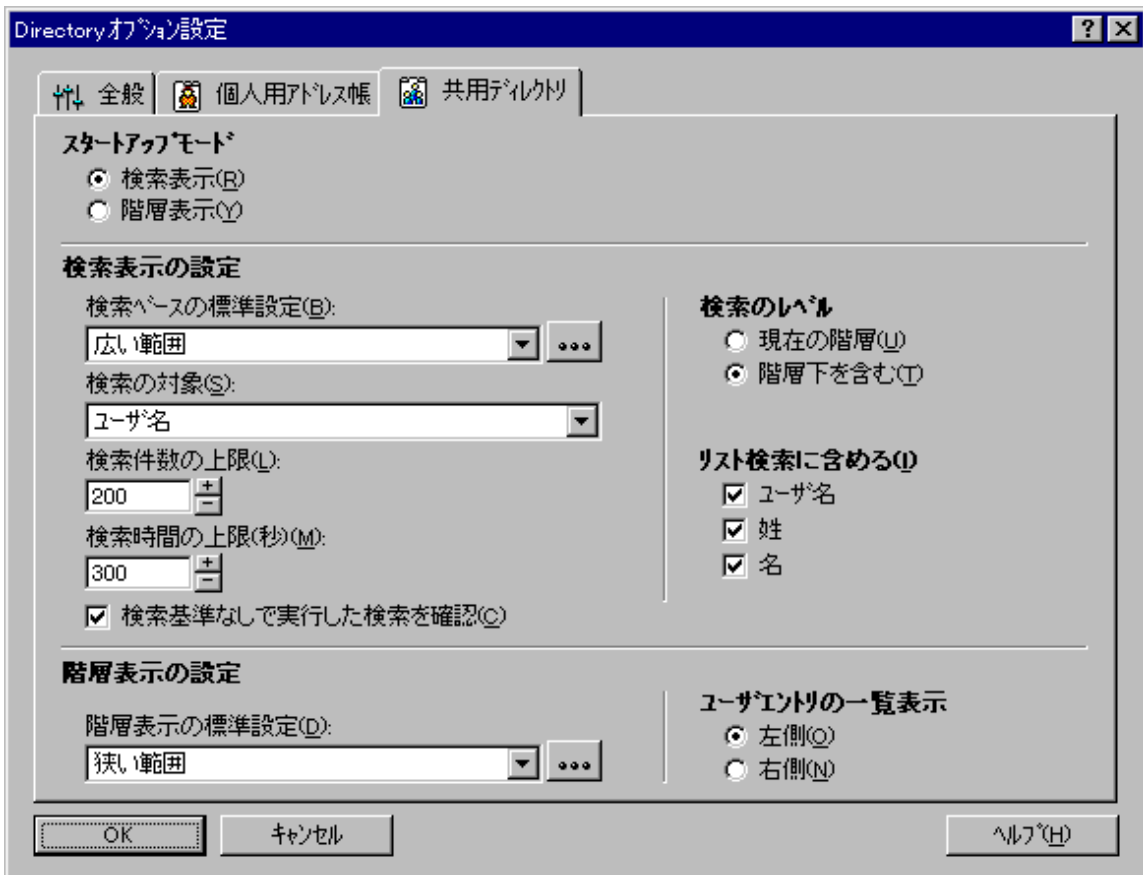 Directoryｵﾌﾟｼｮﾝ設定
全般
個人用ｱﾄﾞﾚｽ帳
共用ﾃﾞｨﾚｸﾄﾘ
ｽﾀｰﾄｱｯﾌﾟﾓｰﾄﾞ
検索表示(R)
階層表示(Y)
検索表示の設定
検索ﾍﾞｰｽの標準設定(B):
広い範囲
検索の対象(S):
ﾕｰｻﾞ名
検索件数の上限(L):
200
検索時間の上限(秒)(M):
300
検索基準なしで実行した検索を確認(C)
検索のﾚﾍﾞﾙ
現在の階層(U)
階層下を含む(T)
ﾘｽﾄ検索に含める(I)
ﾕｰｻﾞ名
姓
名
階層表示の設定
階層表示の標準設定(D):
狭い範囲
ﾕｰｻﾞｴﾝﾄﾘの一覧表示
左側(O)
右側(N)
OK
ｷｬﾝｾﾙ
ﾍﾙﾌﾟ(H)